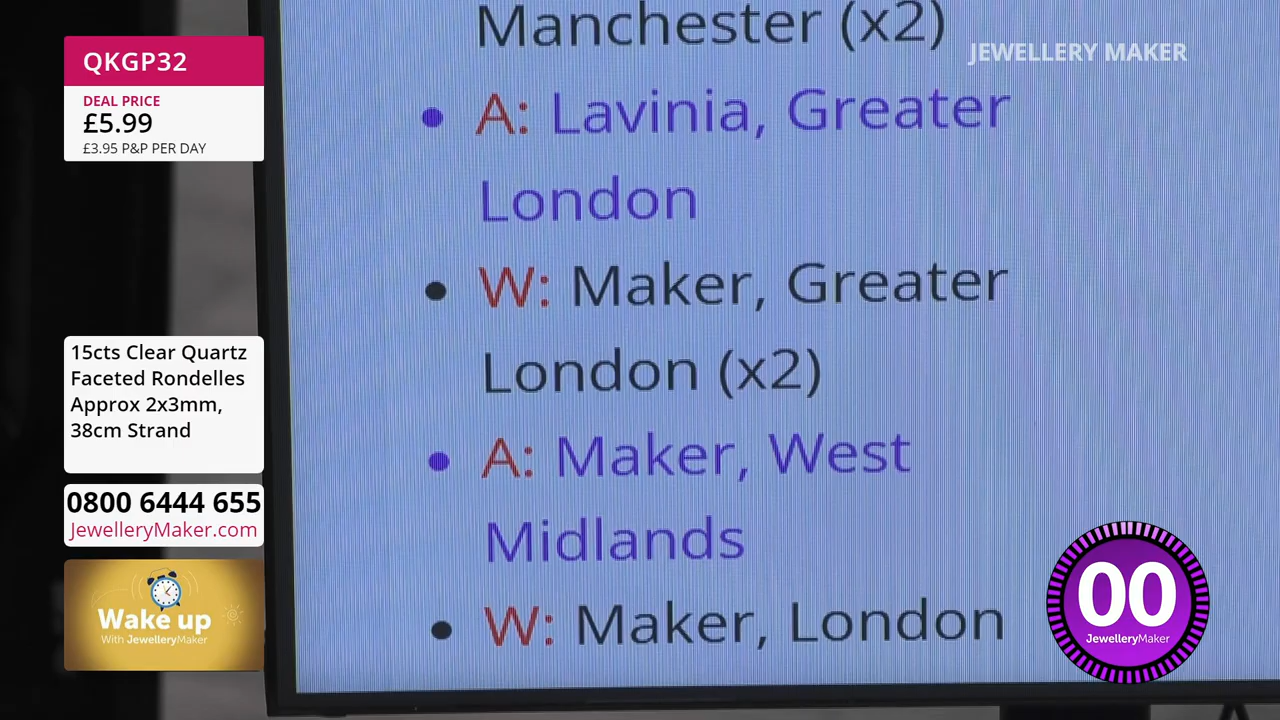 QKGP32
DEAL PRICE
£5.99
£3.95 P&P PER DAY
15cts Clear Quartz
Faceted Rondelles
Approx 2x3mm,
38cm Strand
0800 6444 655
JewelleryMaker.com
Wake up
With JewelleryMaker
Manchester (x2)
• A: Lavinia, Greater
London
• W: Maker, Greater
London (x2)
• A: Maker, West
Midlands
• W: Maker, London
JEWELLERY MAKER
00
JewelleryMaker